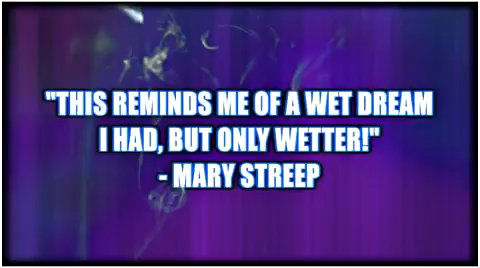 "THIS REMINDS ME OF A WET DREAM
I HAD, BUT ONLY WETTER!"
- MARY STREEP